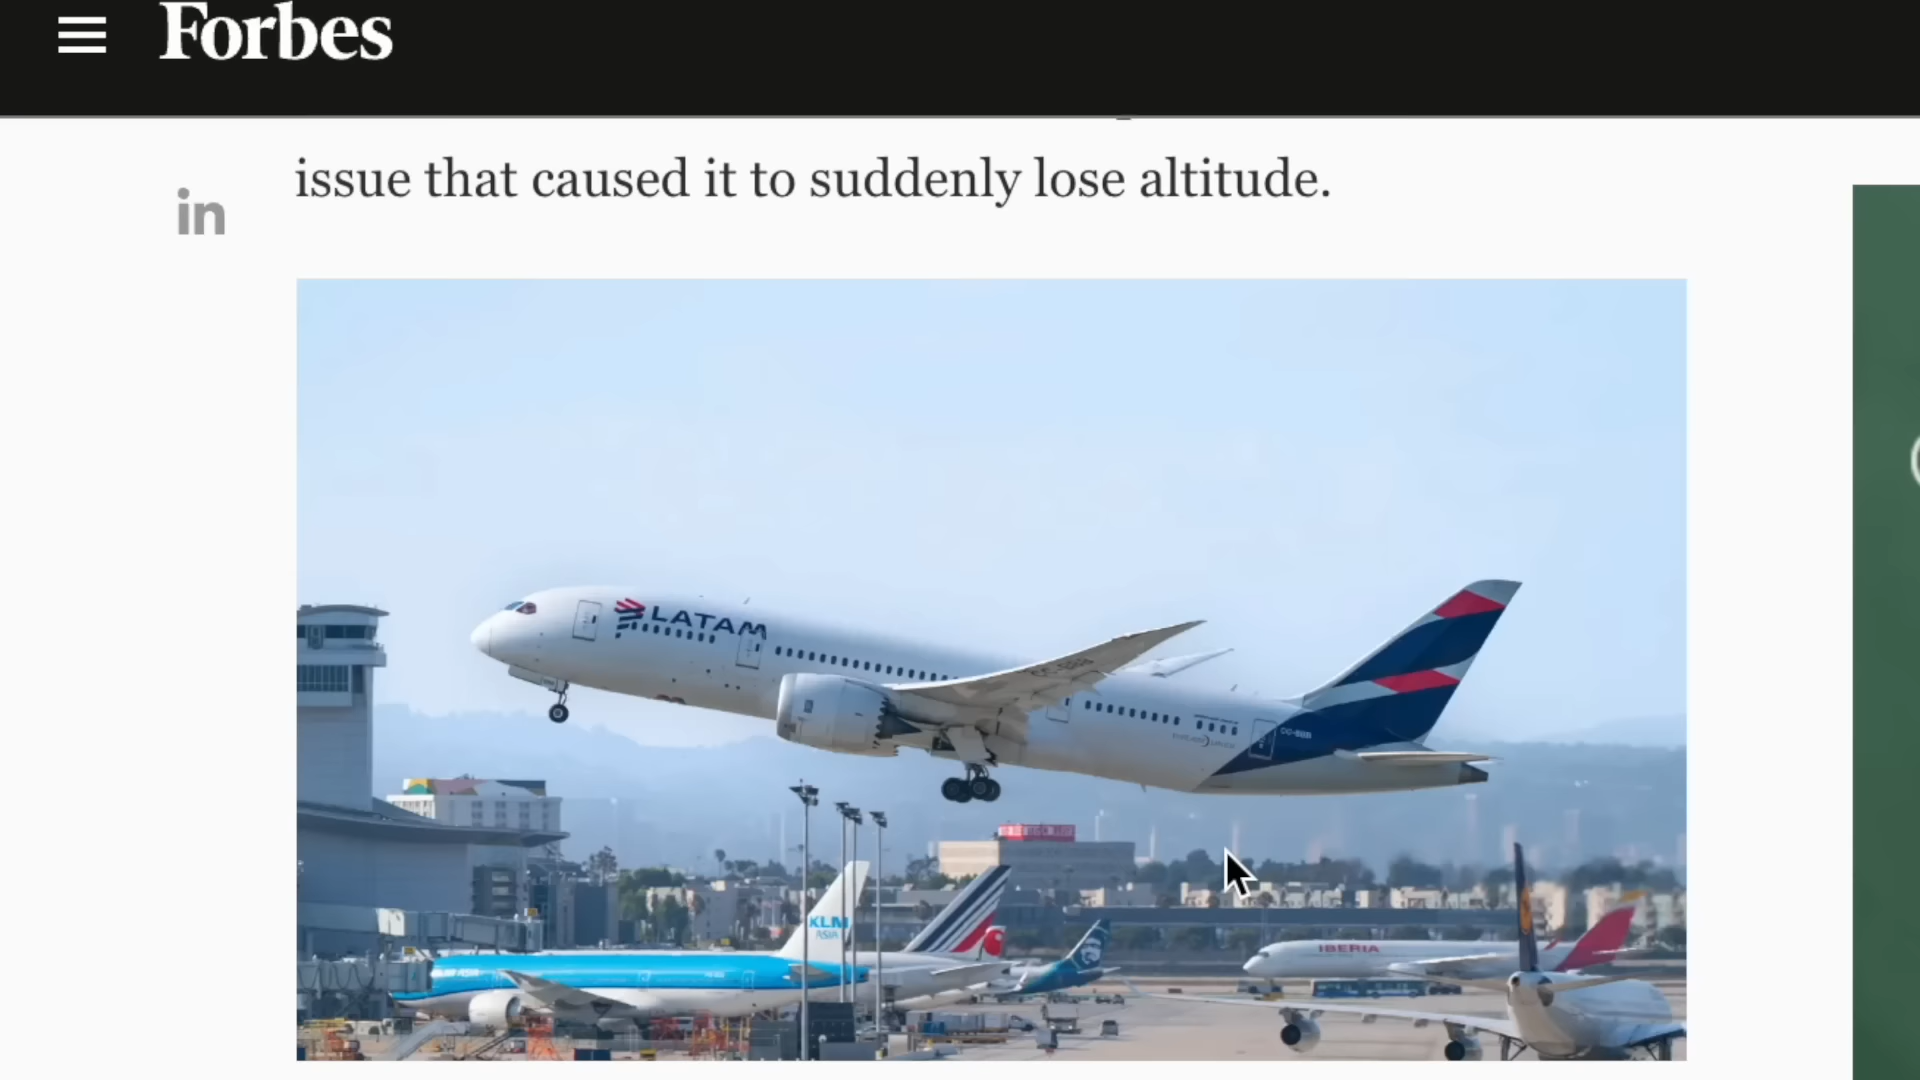 Forbes
issue that caused it to suddenly lose altitude.
in
LATAM
KLM
ASIA
IBERIA